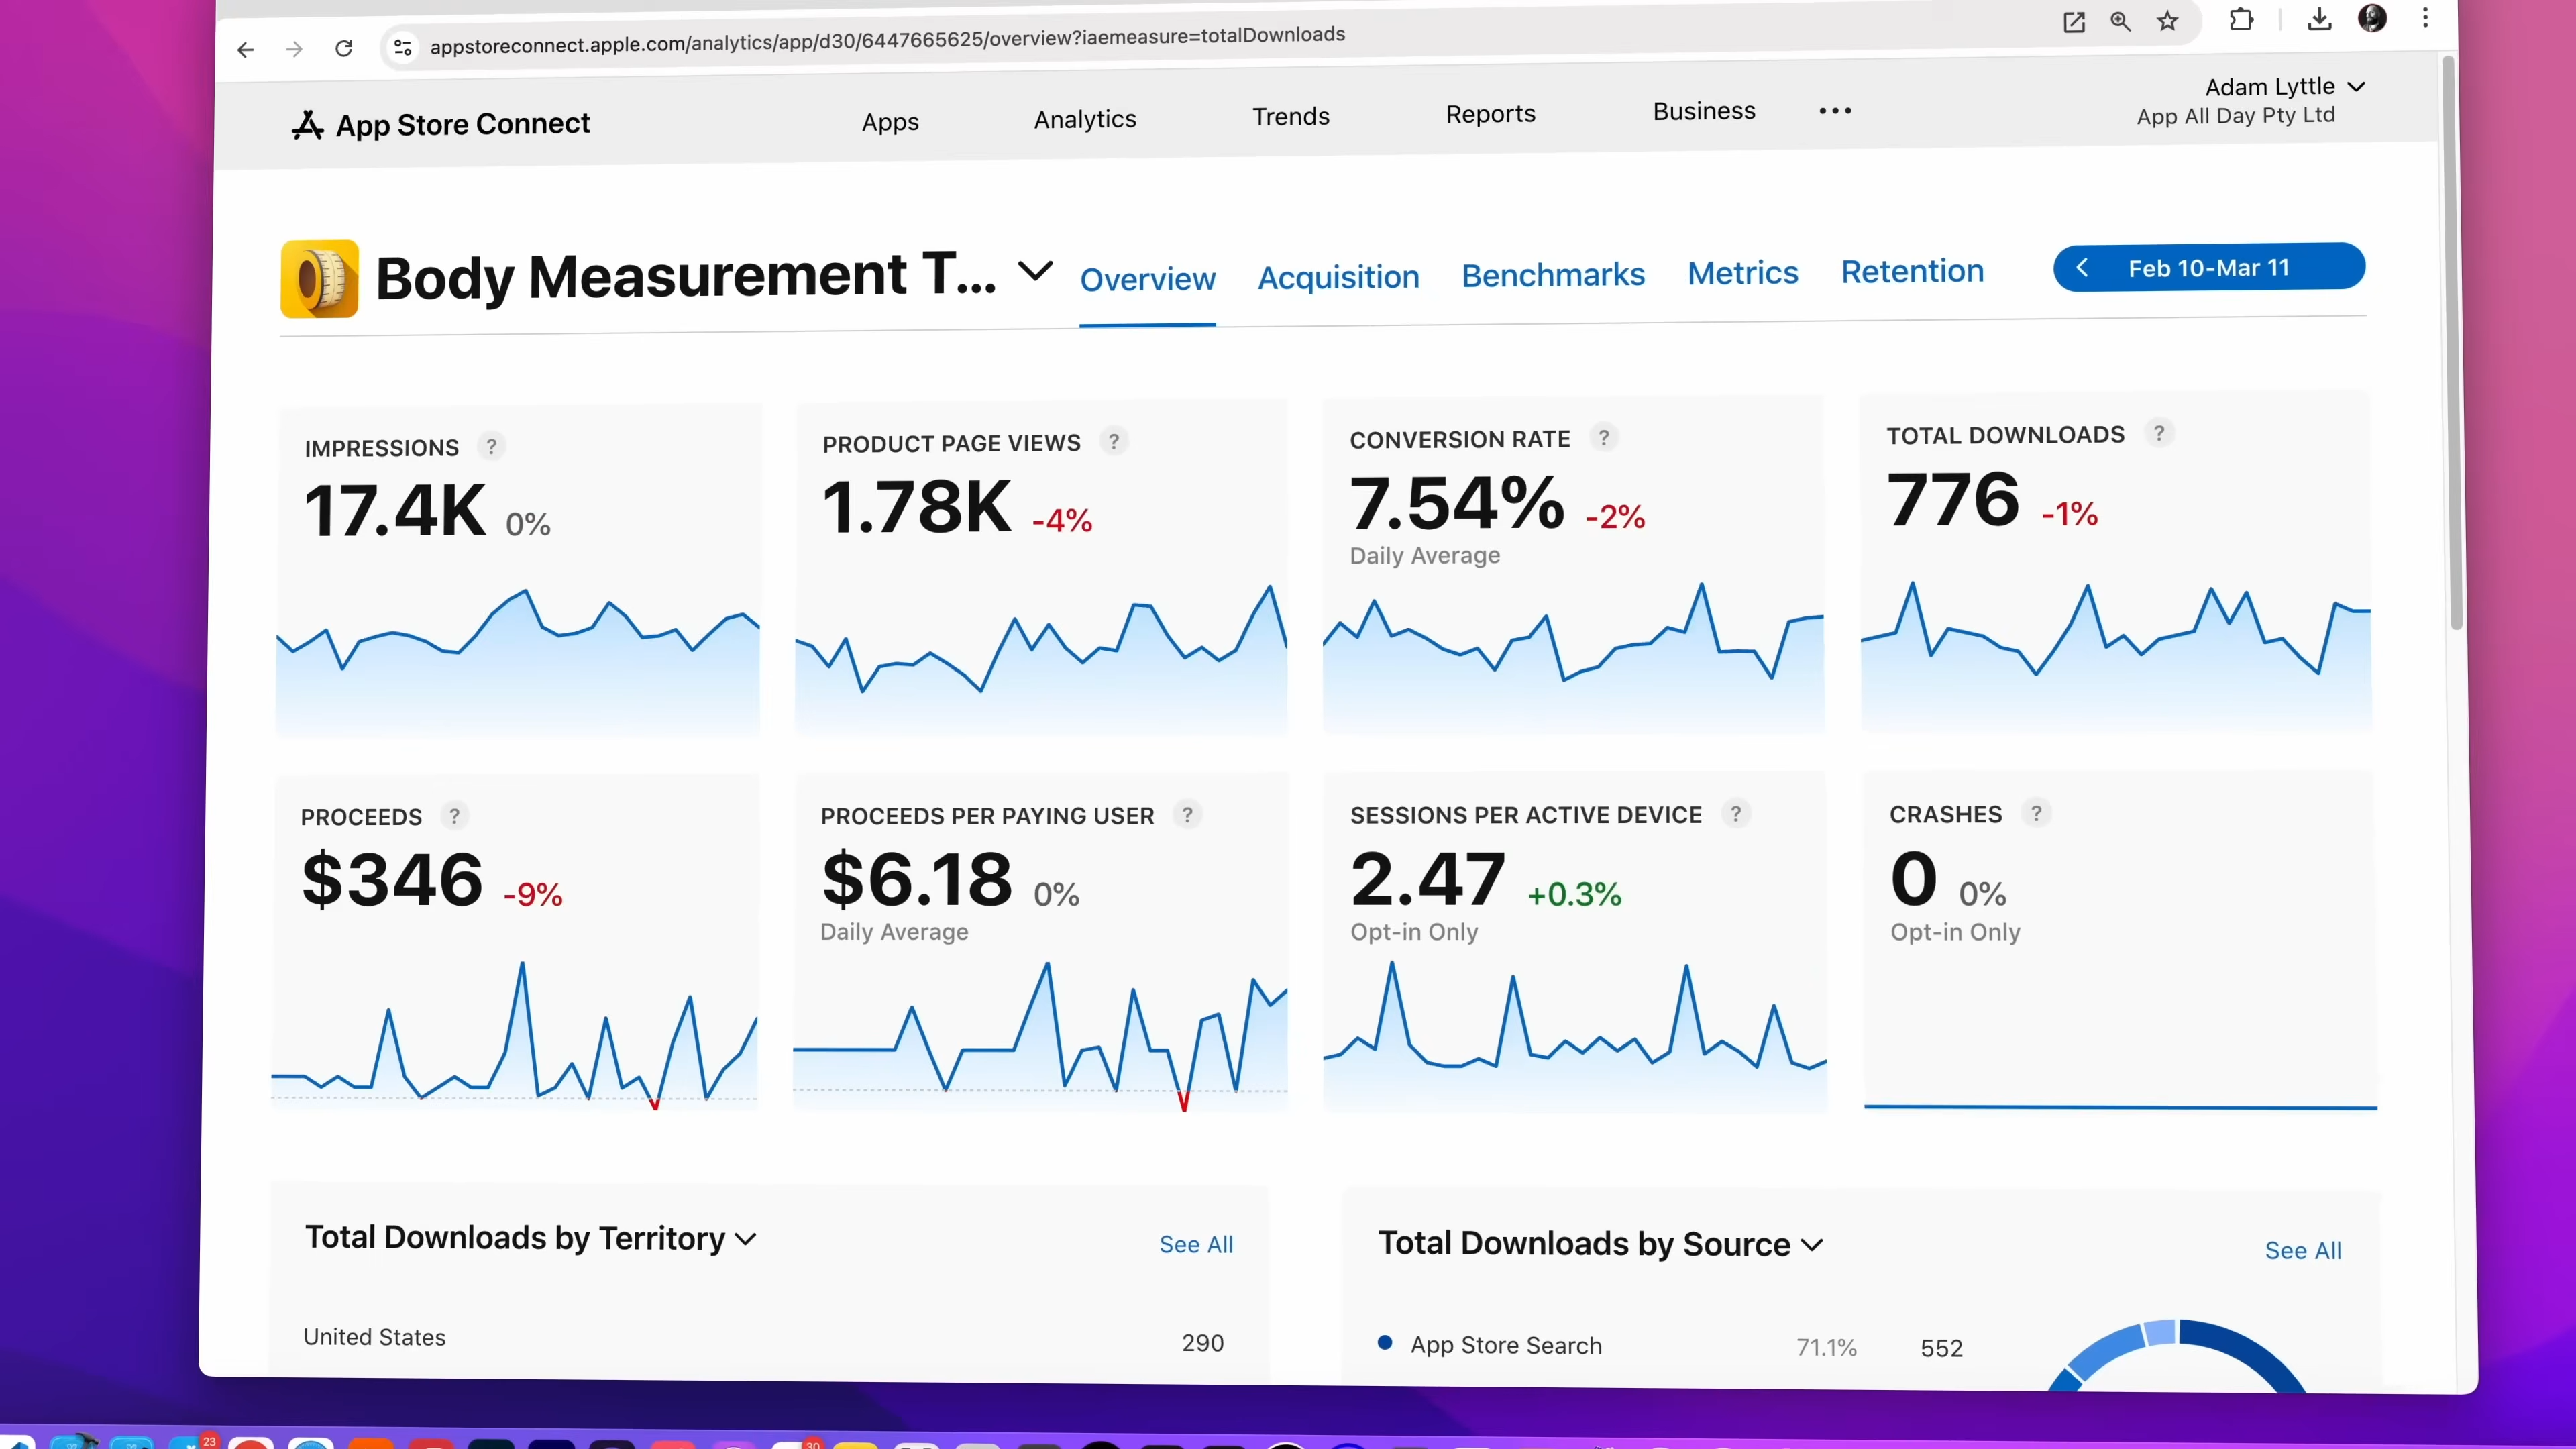 appstoreconnect.apple.com/analytics/app/d30/6447665625/overview?iaemeasure=totalDownloads
App Store Connect
Apps
Analytics
Trends
Reports
Business
Adam Lyttle
App All Day Pty Ltd
Body Measurement T...
Overview
Acquisition
Benchmarks
Metrics
Retention
Feb 10-Mar 11
IMPRESSIONS ?
17.4K 0%
PRODUCT PAGE VIEWS ?
1.78K -4%
CONVERSION RATE ?
7.54% -2%
Daily Average
TOTAL DOWNLOADS ?
776 -1%
PROCEEDS ?
$346 -9%
PROCEEDS PER PAYING USER ?
$6.18 0%
Daily Average
SESSIONS PER ACTIVE DEVICE ?
2.47 +0.3%
Opt-in Only
CRASHES ?
0 0%
Opt-in Only
Total Downloads by Territory
See All
United States 290
Total Downloads by Source
See All
App Store Search 71.1% 552
23
30